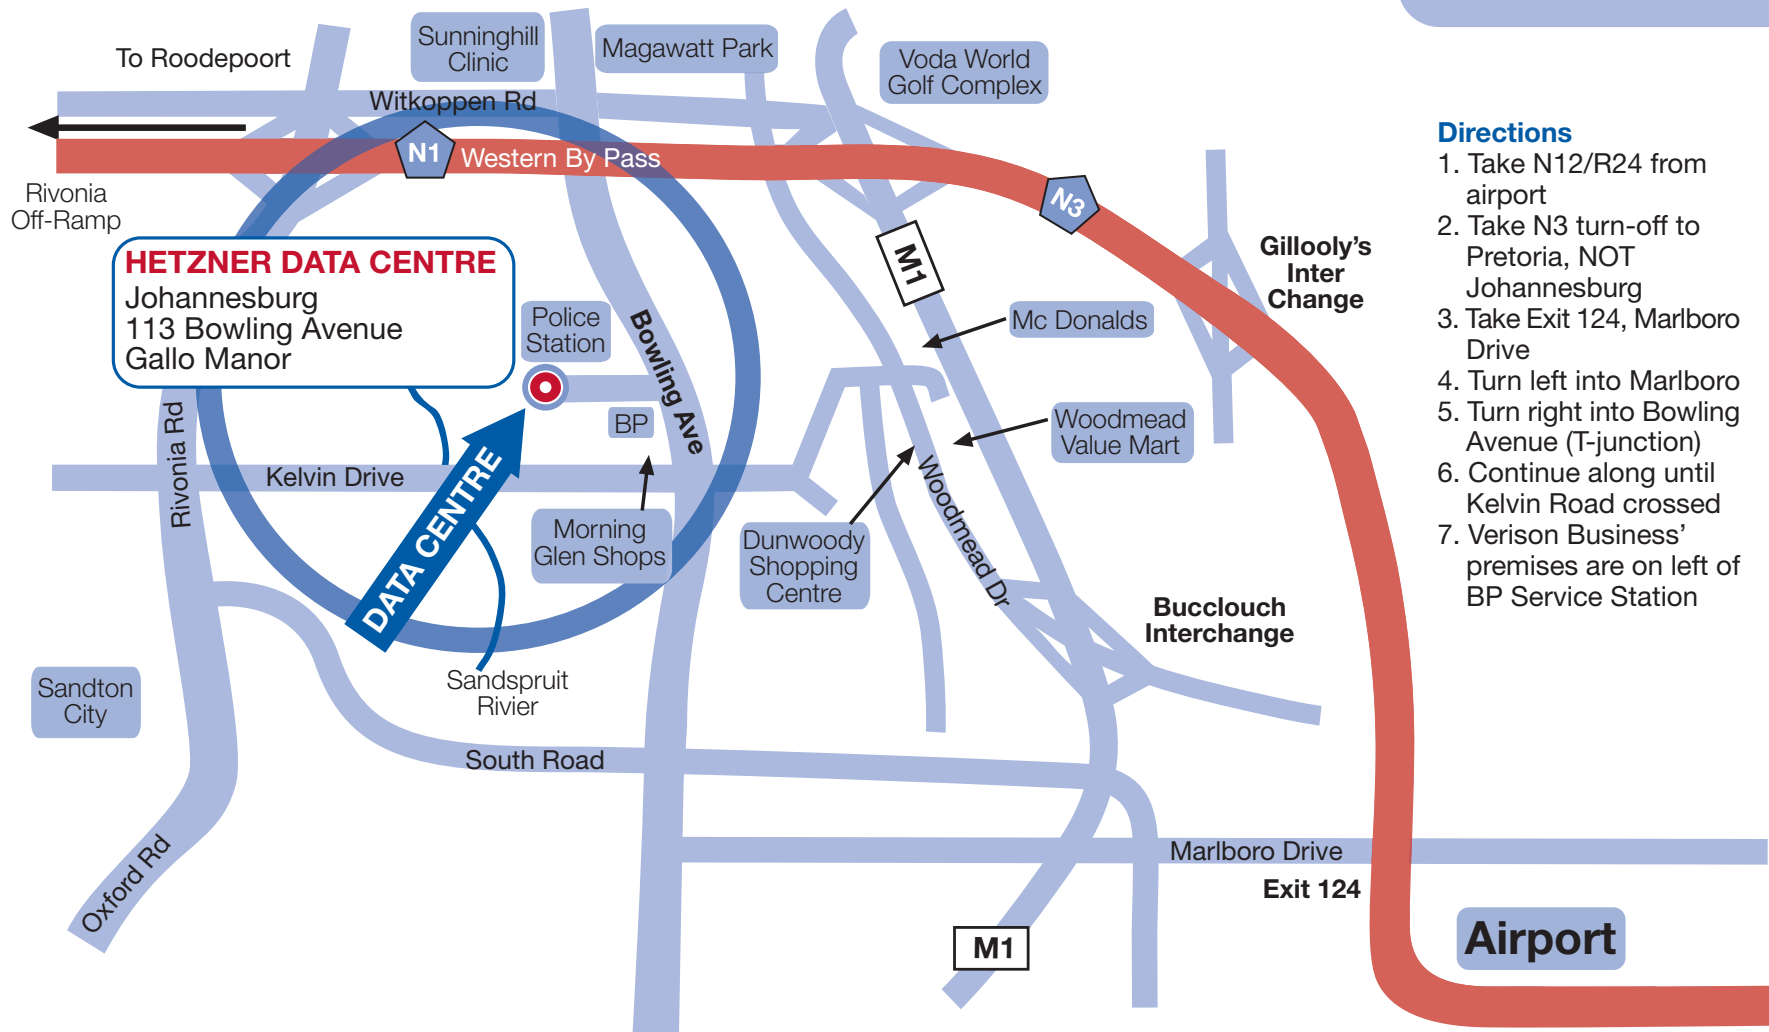 To Roodepoort
Sunninghill
Clinic
Magawatt Park
Voda World
Golf Complex
Witkoppen Rd
N1
Western By Pass
Rivonia
Off-Ramp
N3
M1
Gillooly's
Inter
Change
HETZNER DATA CENTRE
Johannesburg
113 Bowling Avenue
Gallo Manor
Police
Station
Bowling Ave
Mc Donalds
BP
Woodmead
Value Mart
Rivonia Rd
Kelvin Drive
DATA CENTRE
Morning
Glen Shops
Dunwoody
Shopping
Centre
Woodmead Dr
Bucclouch
Interchange
Sandspruit
Rivier
Sandton
City
South Road
Oxford Rd
Marlboro Drive
Exit 124
M1
Airport
Directions
1. Take N12/R24 from
airport
2. Take N3 turn-off to
Pretoria, NOT
Johannesburg
3. Take Exit 124, Marlboro
Drive
4. Turn left into Marlboro
5. Turn right into Bowling
Avenue (T-junction)
6. Continue along until
Kelvin Road crossed
7. Verison Business'
premises are on left of
BP Service Station